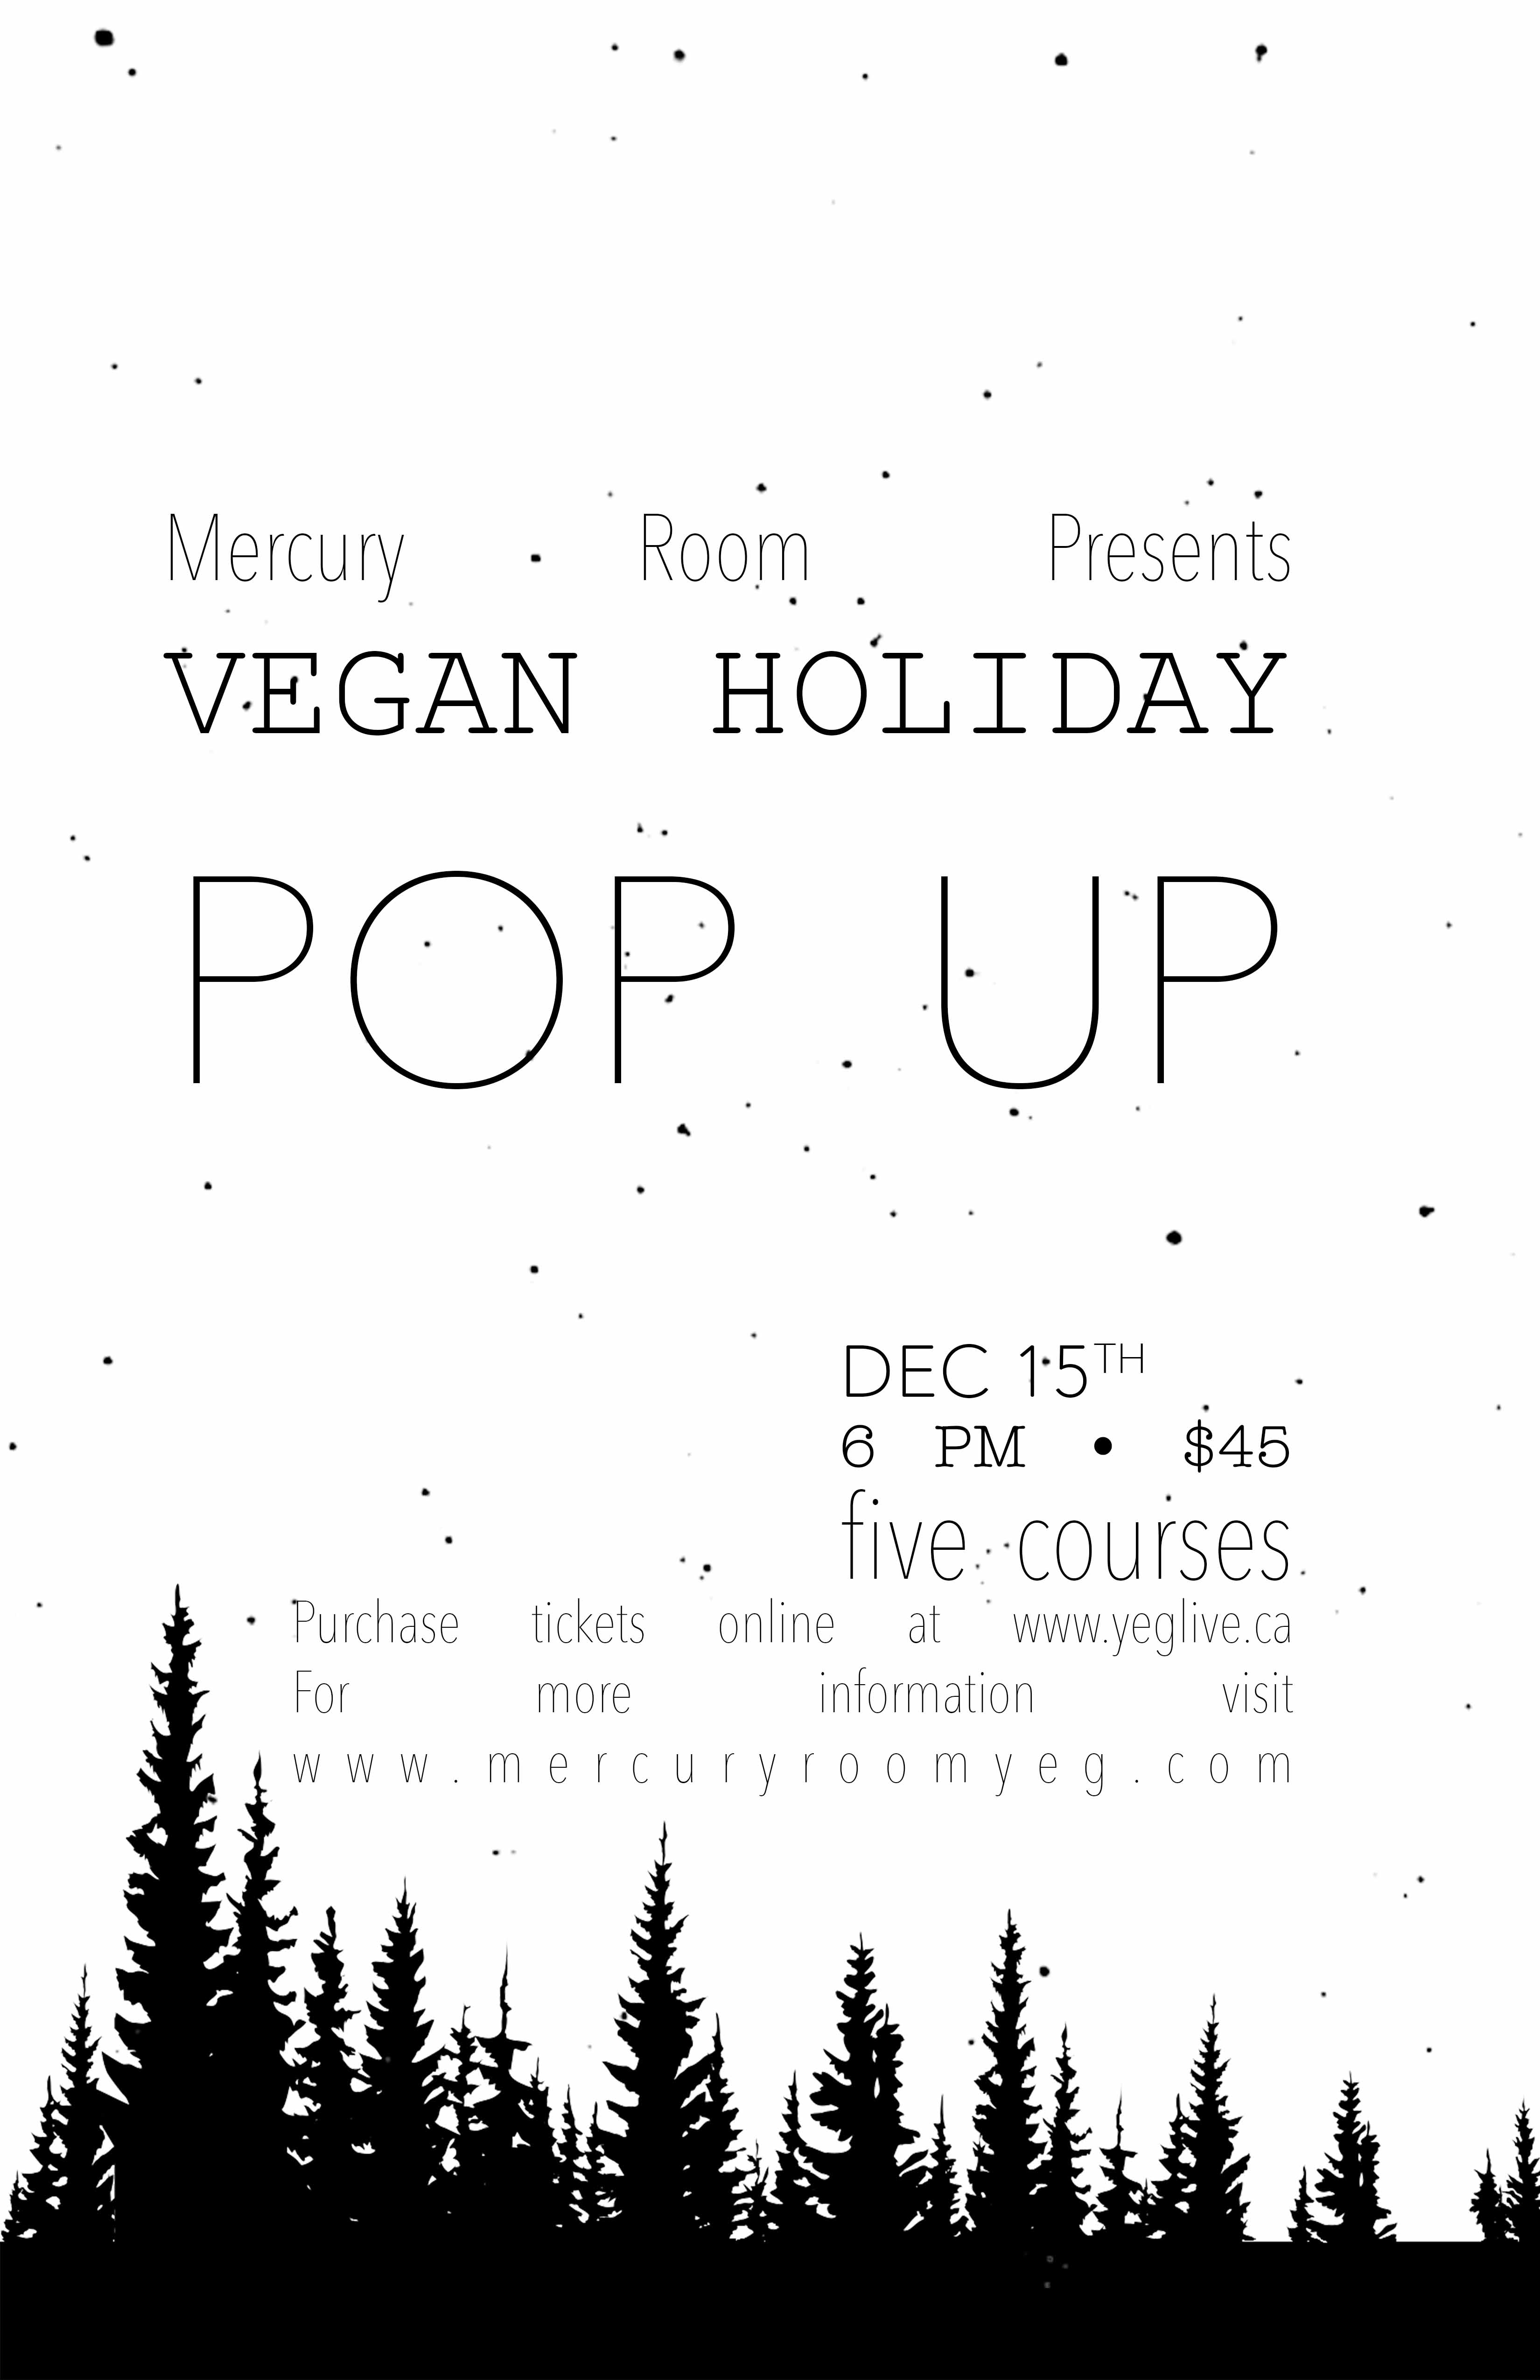 Mercury Room Presents
VEGAN HOLIDAY
POP UP
DEC 15TH
6 PM • $45
five courses
Purchase tickets online at www.yeglive.ca
For more information visit
www.mercuryroomyeg.com